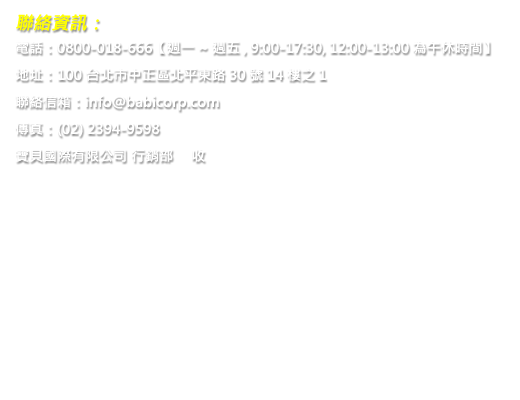 聯絡資訊：
電話：0800-018-666【週一 ~ 週五 , 9:00-17:30, 12:00-13:00 為午休時間】
地址：100 台北市中正區北平東路 30 號 14 樓之 1
聯絡信箱：info@babicorp.com
傳真：(02) 2394-9598
寶貝國際有限公司 行銷部　收